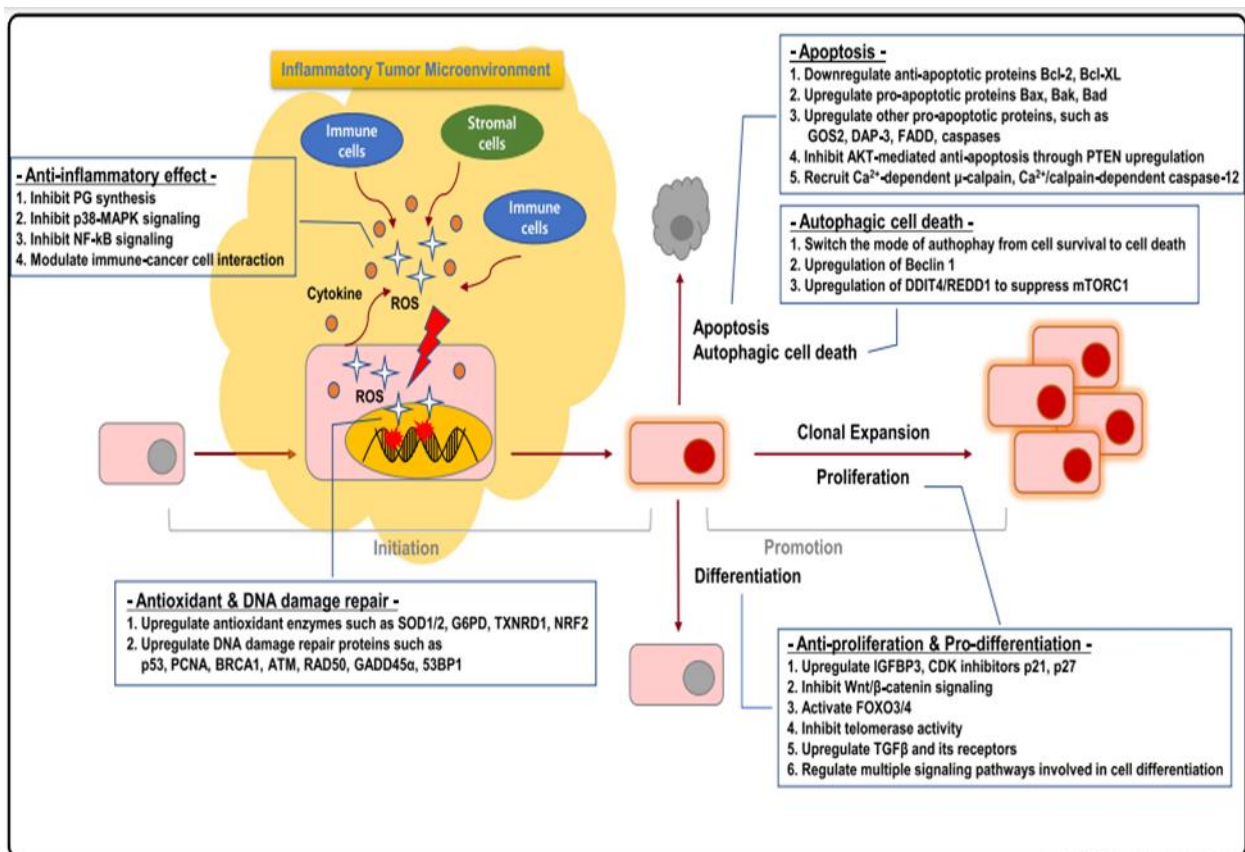 Inflammatory Tumor Microenvironment
Immune
cells
Stromal
cells
Immune
cells
- Anti-inflammatory effect -
1. Inhibit PG synthesis
2. Inhibit p38-MAPK signaling
3. Inhibit NF-kB signaling
4. Modulate immune-cancer cell interaction
Cytokine
ROS
ROS
- Apoptosis -
1. Downregulate anti-apoptotic proteins Bcl-2, Bcl-XL
2. Upregulate pro-apoptotic proteins Bax, Bak, Bad
3. Upregulate other pro-apoptotic proteins, such as
GOS2, DAP-3, FADD, caspases
4. Inhibit AKT-mediated anti-apoptosis through PTEN upregulation
5. Recruit Ca²⁺-dependent μ-calpain, Ca²⁺/calpain-dependent caspase-12
- Autophagic cell death -
1. Switch the mode of authophay from cell survival to cell death
2. Upregulation of Beclin 1
3. Upregulation of DDIT4/REDD1 to suppress mTORC1
Apoptosis
Autophagic cell death
Clonal Expansion
Proliferation
Initiation
Promotion
Differentiation
- Antioxidant & DNA damage repair -
1. Upregulate antioxidant enzymes such as SOD1/2, G6PD, TXNRD1, NRF2
2. Upregulate DNA damage repair proteins such as
p53, PCNA, BRCA1, ATM, RAD50, GADD45α, 53BP1
- Anti-proliferation & Pro-differentiation -
1. Upregulate IGFBP3, CDK inhibitors p21, p27
2. Inhibit Wnt/β-catenin signaling
3. Activate FOXO3/4
4. Inhibit telomerase activity
5. Upregulate TGFβ and its receptors
6. Regulate multiple signaling pathways involved in cell differentiation